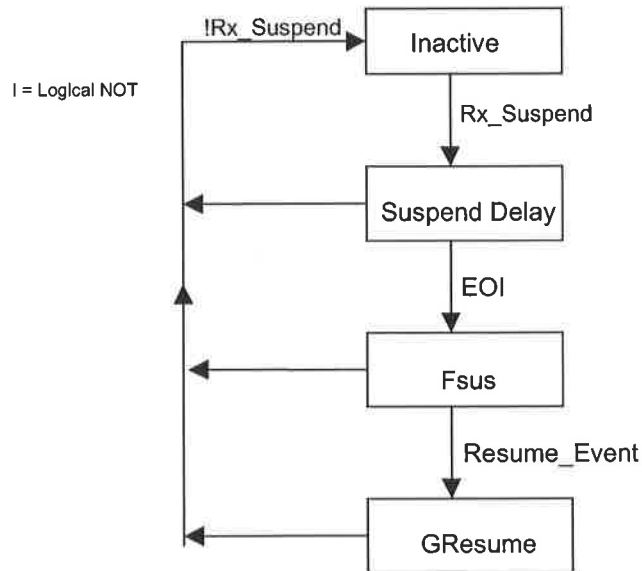 !Rx_Suspend
Inactive
I = Logical NOT
Rx_Suspend
Suspend Delay
EOI
Fsus
Resume_Event
GResume